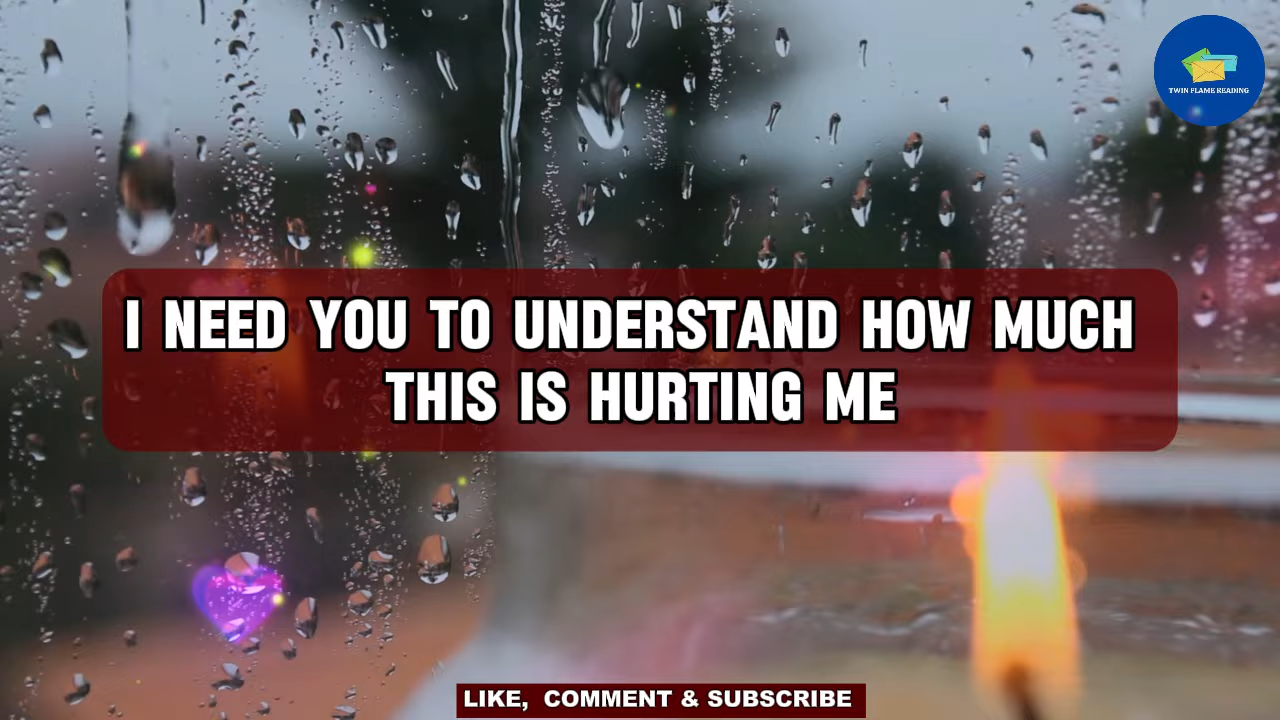 TWIN FLAME READING
I NEED YOU TO UNDERSTAND HOW MUCH
THIS IS HURTING ME
LIKE, COMMENT & SUBSCRIBE